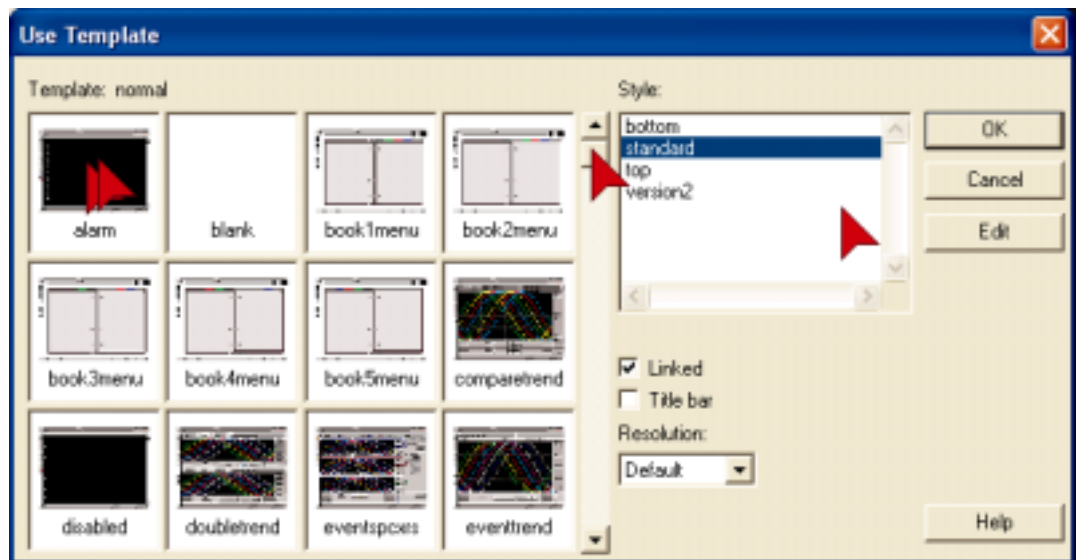 Use Template
Template: normal
alarm
blank
book1menu
book2menu
book3menu
book4menu
book5menu
comparetrend
disabled
doubletrend
eventspcxrs
eventtrend
Style:
bottom
standard
top
version2
Linked
Title bar
Resolution:
Default
OK
Cancel
Edit
Help